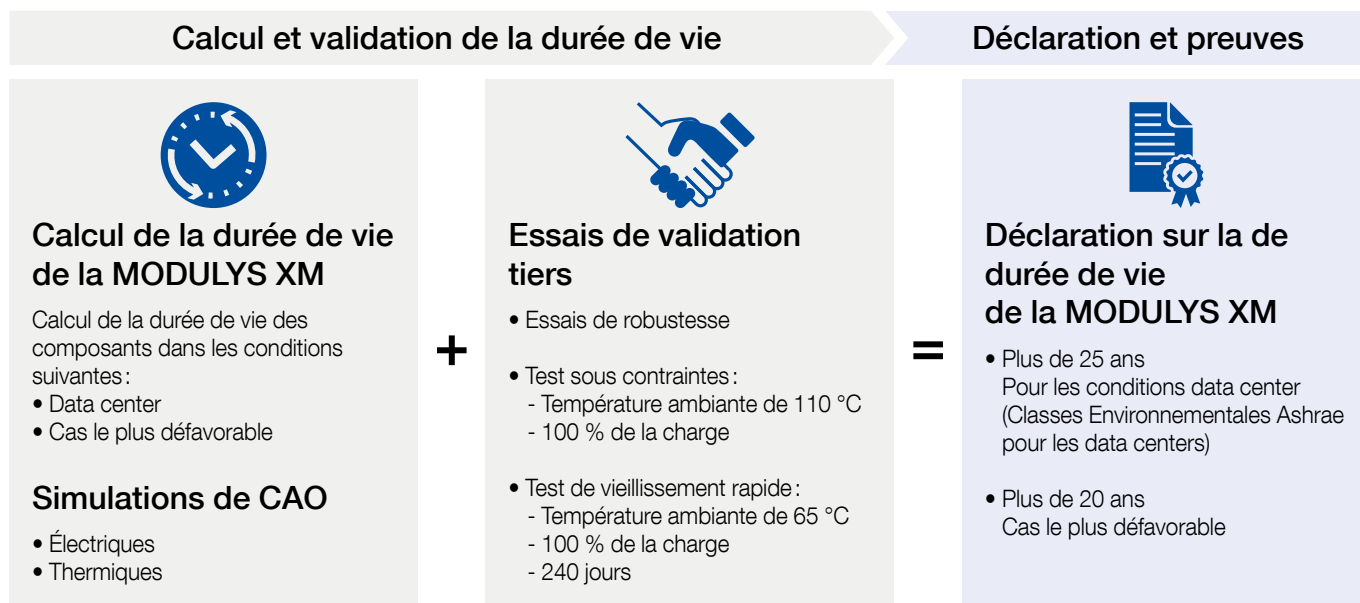 Calcul et validation de la durée de vie
Déclaration et preuves
Calcul de la durée de vie
de la MODULYS XM
Calcul de la durée de vie des
composants dans les conditions
suivantes :
• Data center
• Cas le plus défavorable
Simulations de CAO
• Électriques
• Thermiques
+
Essais de validation
tiers
• Essais de robustesse
• Test sous contraintes :
- Température ambiante de 110 °C
- 100 % de la charge
• Test de vieillissement rapide :
- Température ambiante de 65 °C
- 100 % de la charge
- 240 jours
=
Déclaration sur la de
durée de vie
de la MODULYS XM
• Plus de 25 ans
Pour les conditions data center
(Classes Environnementales Ashrae
pour les data centers)
• Plus de 20 ans
Cas le plus défavorable